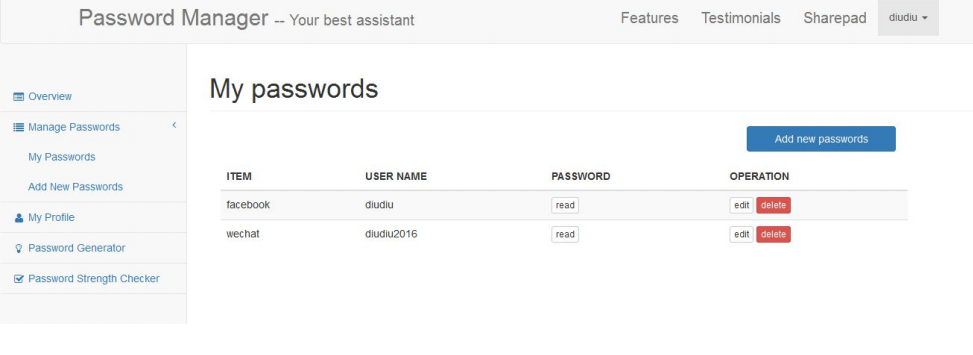 Password Manager -- Your best assistant Features Testimonials Sharepad diudiu
My passwords
Overview
Manage Passwords
My Passwords
Add New Passwords
My Profile
Password Generator
Password Strength Checker
Add new passwords
ITEM USER NAME PASSWORD OPERATION
facebook diudiu read edit delete
wechat diudiu2016 read edit delete